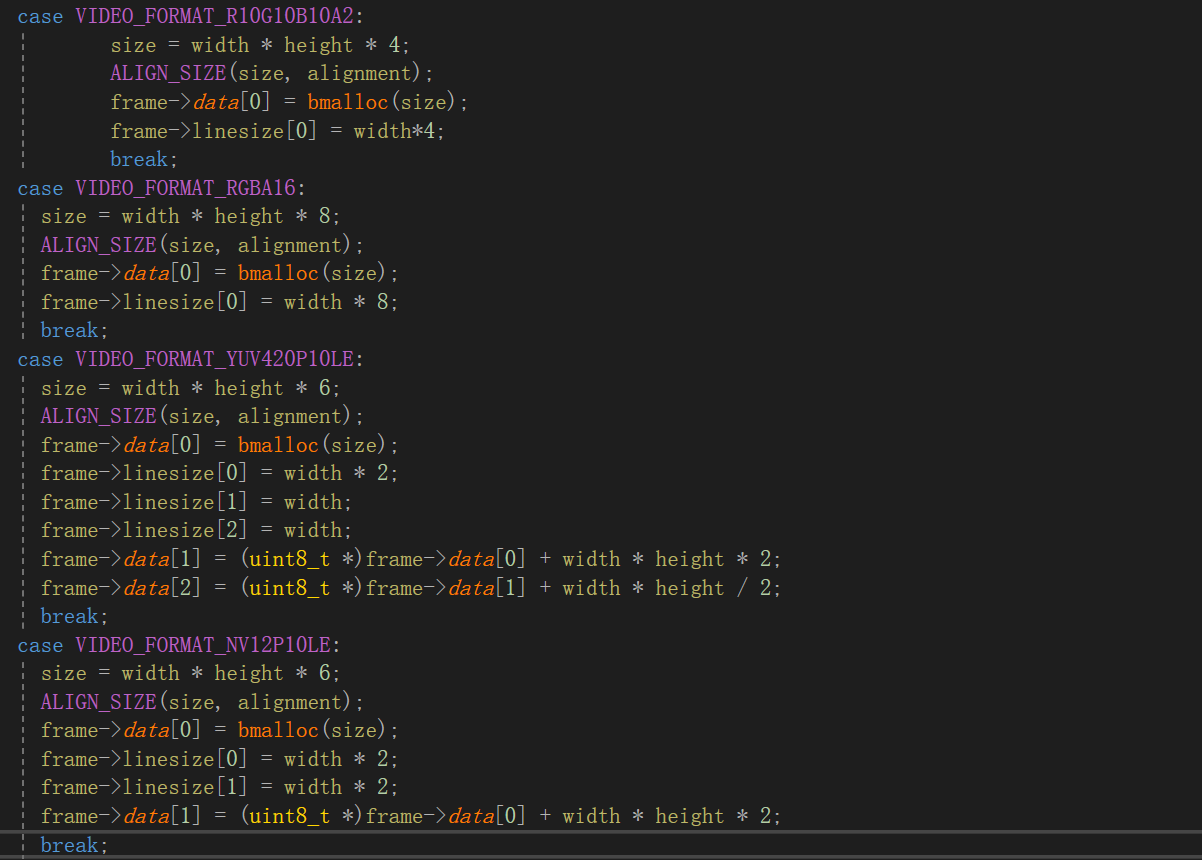 case VIDEO_FORMAT_R10G10B10A2:
size = width * height * 4;
ALIGN_SIZE(size, alignment);
frame->data[0] = bmalloc(size);
frame->linesize[0] = width*4;
break;
case VIDEO_FORMAT_RGBA16:
size = width * height * 8;
ALIGN_SIZE(size, alignment);
frame->data[0] = bmalloc(size);
frame->linesize[0] = width * 8;
break;
case VIDEO_FORMAT_YUV420P10LE:
size = width * height * 6;
ALIGN_SIZE(size, alignment);
frame->data[0] = bmalloc(size);
frame->linesize[0] = width * 2;
frame->linesize[1] = width;
frame->linesize[2] = width;
frame->data[1] = (uint8_t *)frame->data[0] + width * height * 2;
frame->data[2] = (uint8_t *)frame->data[1] + width * height / 2;
break;
case VIDEO_FORMAT_NV12P10LE:
size = width * height * 6;
ALIGN_SIZE(size, alignment);
frame->data[0] = bmalloc(size);
frame->linesize[0] = width * 2;
frame->linesize[1] = width * 2;
frame->data[1] = (uint8_t *)frame->data[0] + width * height * 2;
break;